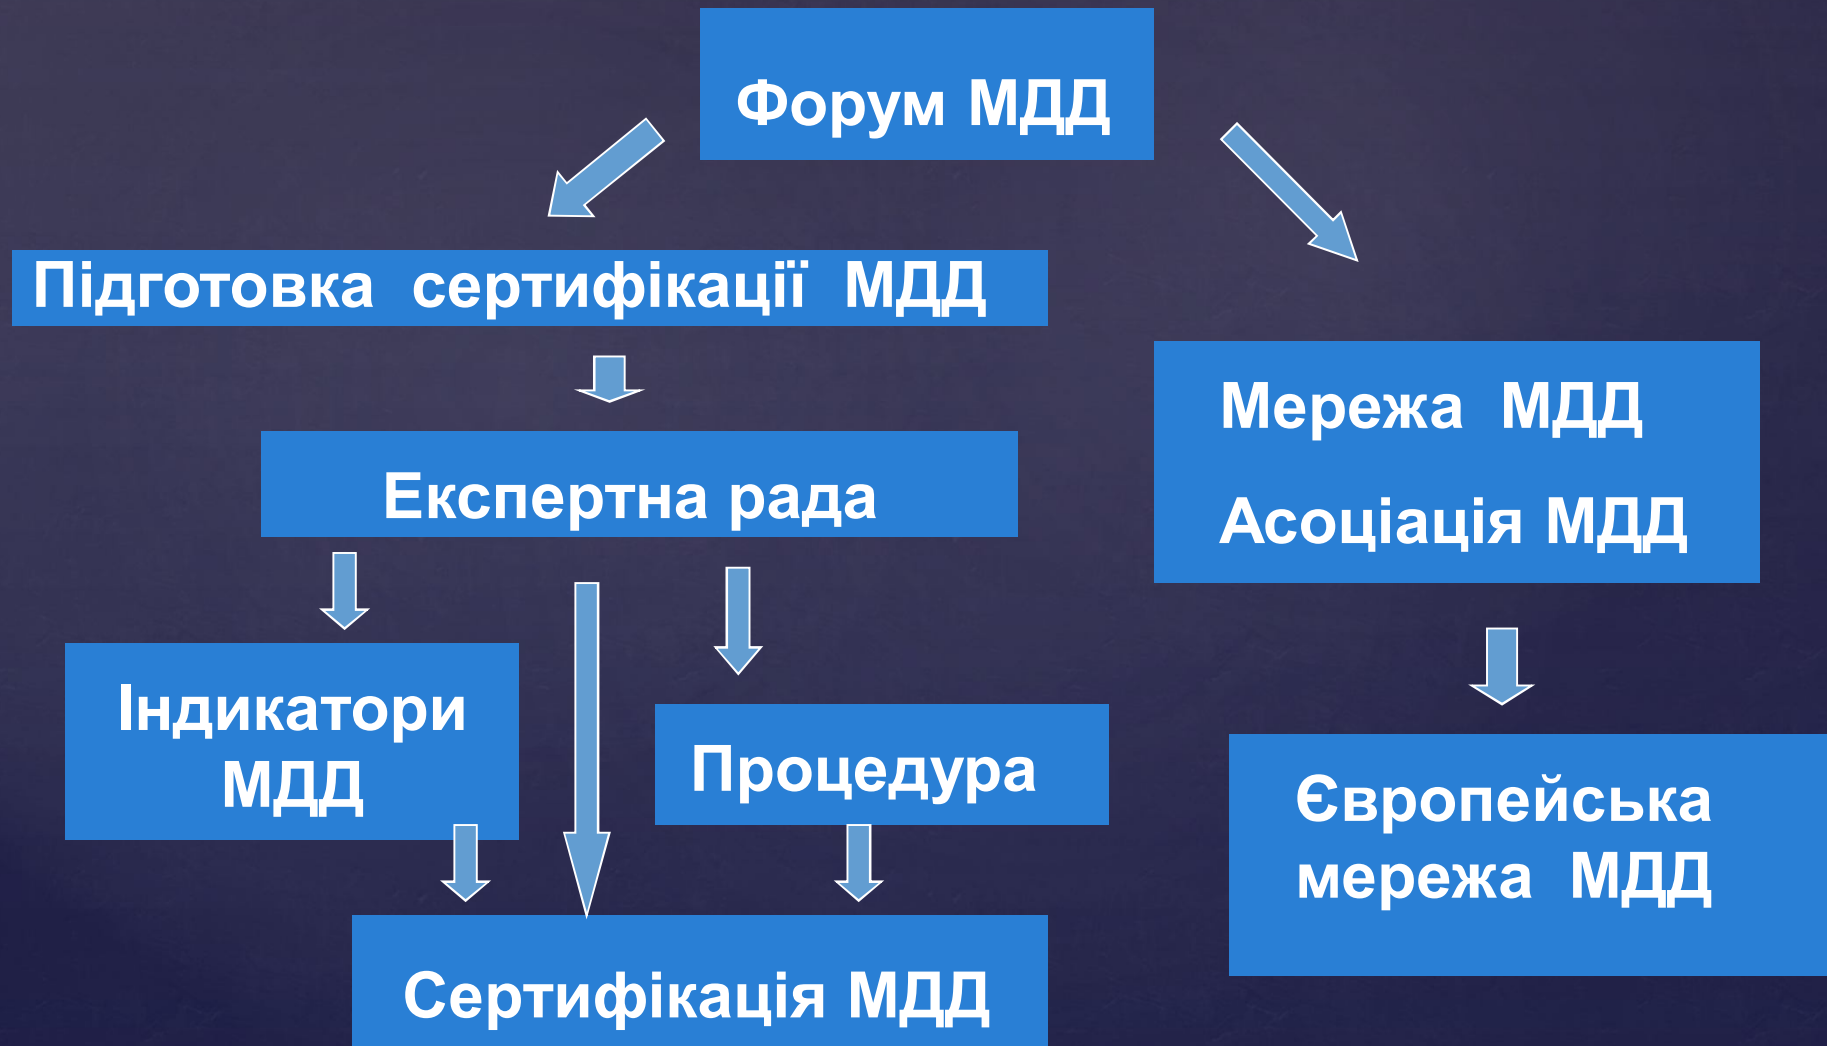 Форум МДД
Підготовка сертифікації МДД
Експертна рада
Мережа МДД
Асоціація МДД
Індикатори
МДД
Процедура
Європейська
мережа МДД
Сертифікація МДД